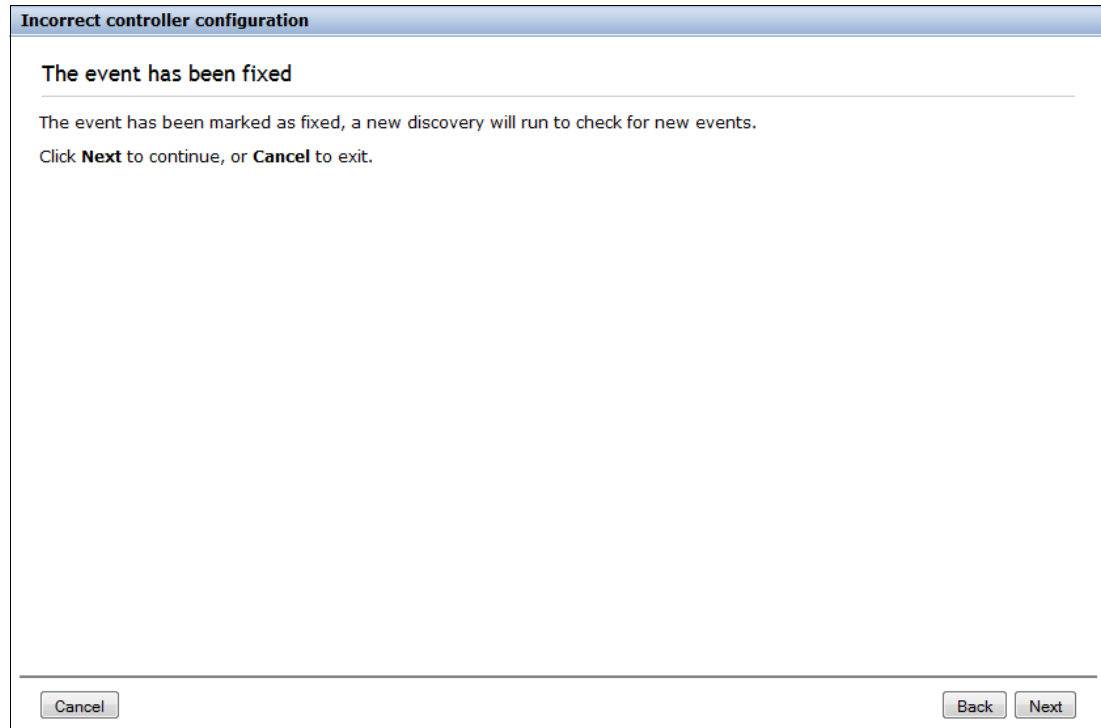 Incorrect controller configuration
The event has been fixed
The event has been marked as fixed, a new discovery will run to check for new events.
Click Next to continue, or Cancel to exit.
Cancel
Back
Next